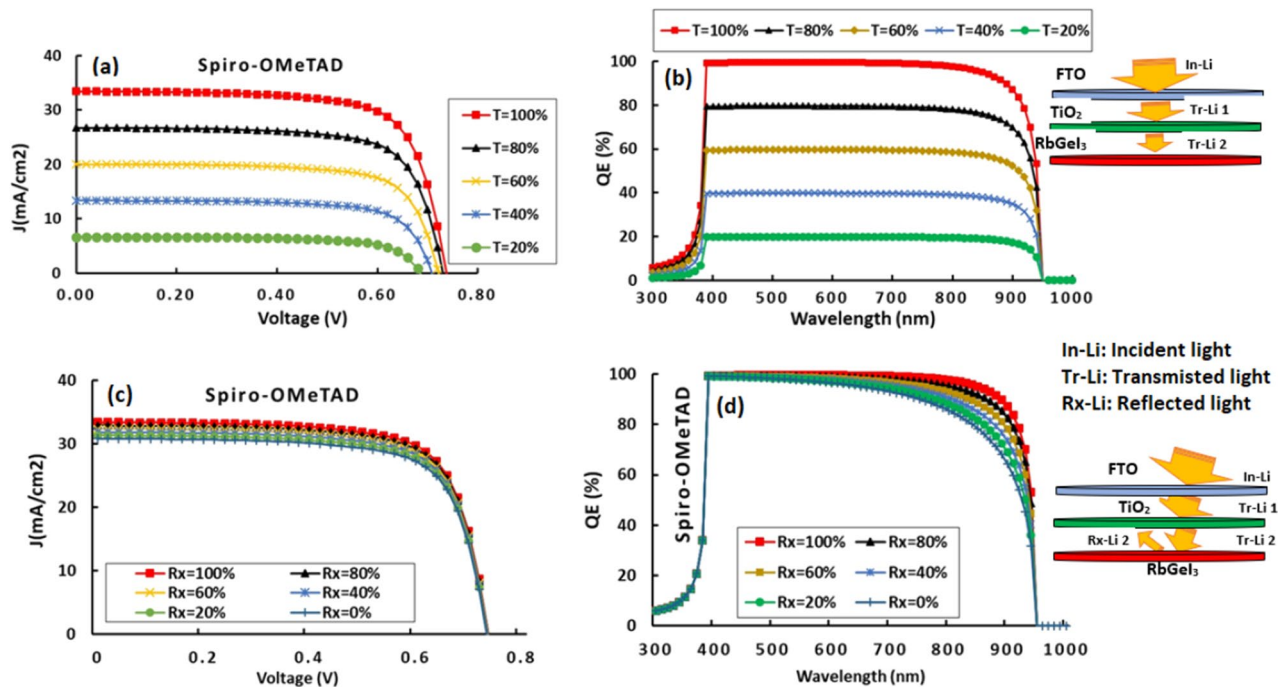 (a)
Spiro-OMeTAD
J(mA/cm2)
40
30
20
10
0
0.00 0.20 0.40 0.60 0.80
Voltage (V)
T=100%
T=80%
T=60%
T=40%
T=20%
T=100% T=80% T=60% T=40% T=20%
(b)
QE (%)
100
80
60
40
20
0
300 400 500 600 700 800 900 1000
Wavelength (nm)
In-Li
FTO
Tr-Li 1
TiO₂
RbGeI₃
Tr-Li 2
(c)
Spiro-OMeTAD
J(mA/cm2)
40
30
20
10
0
0 0.2 0.4 0.6 0.8
Voltage (V)
Rx=100% Rx=80%
Rx=60% Rx=40%
Rx=20% Rx=0%
(d)
Spiro-OMeTAD
QE (%)
100
80
60
40
20
0
300 400 500 600 700 800 900 1000
Wavelength (nm)
Rx=100% Rx=80%
Rx=60% Rx=40%
Rx=20% Rx=0%
In-Li: Incident light
Tr-Li: Transmisted light
Rx-Li: Reflected light
FTO
In-Li
TiO₂
Tr-Li 1
Rx-Li 2
Tr-Li 2
RbGeI₃